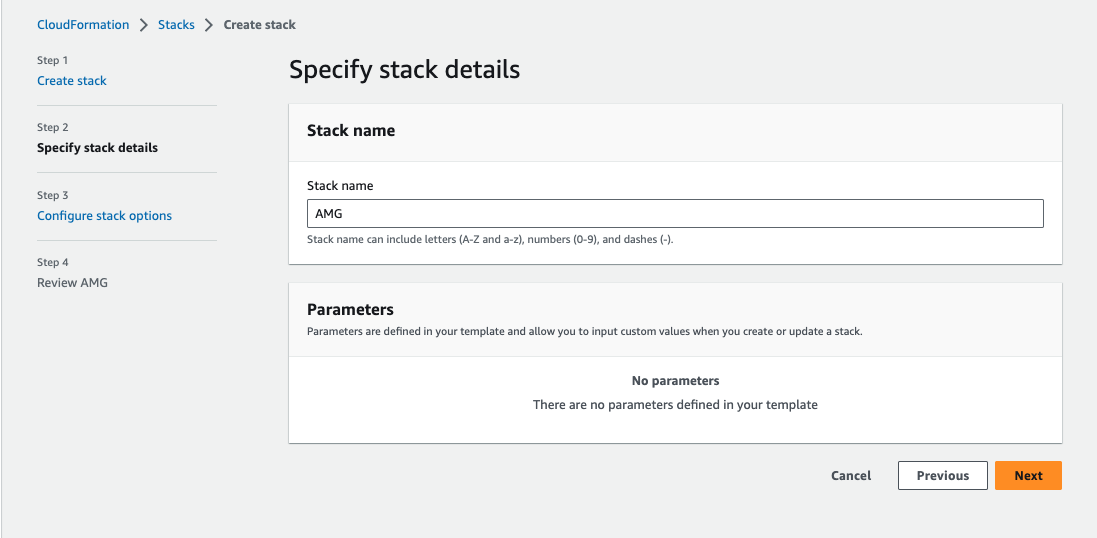 CloudFormation > Stacks > Create stack
Step 1
Create stack
Step 2
Specify stack details
Step 3
Configure stack options
Step 4
Review AMG
Specify stack details
Stack name
Stack name
AMG
Stack name can include letters (A-Z and a-z), numbers (0-9), and dashes (-).
Parameters
Parameters are defined in your template and allow you to input custom values when you create or update a stack.
No parameters
There are no parameters defined in your template
Cancel Previous Next